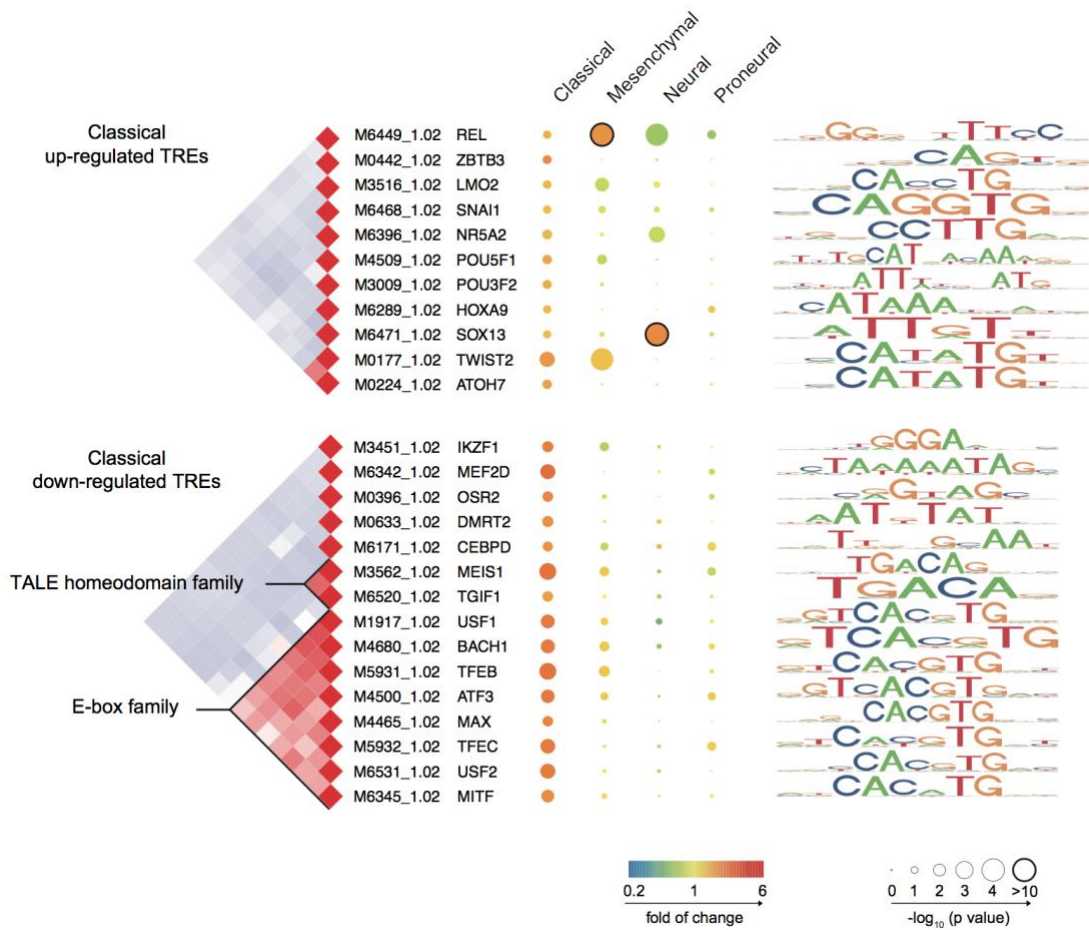 Classical
Mesenchymal
Neural
Proneural
Classical
up-regulated TREs
M6449_1.02 REL
M0442_1.02 ZBTB3
M3516_1.02 LMO2
M6468_1.02 SNAI1
M6396_1.02 NR5A2
M4509_1.02 POU5F1
M3009_1.02 POU3F2
M6289_1.02 HOXA9
M6471_1.02 SOX13
M0177_1.02 TWIST2
M0224_1.02 ATOH7
Classical
down-regulated TREs
M3451_1.02 IKZF1
M6342_1.02 MEF2D
M0396_1.02 OSR2
M0633_1.02 DMRT2
M6171_1.02 CEBPD
TALE homeodomain family
M3562_1.02 MEIS1
M6520_1.02 TGIF1
M1917_1.02 USF1
M4680_1.02 BACH1
M5931_1.02 TFEB
E-box family
M4500_1.02 ATF3
M4465_1.02 MAX
M5932_1.02 TFEC
M6531_1.02 USF2
M6345_1.02 MITF
0.2 1 6
fold of change
0 1 2 3 4 >10
-log10 (p value)